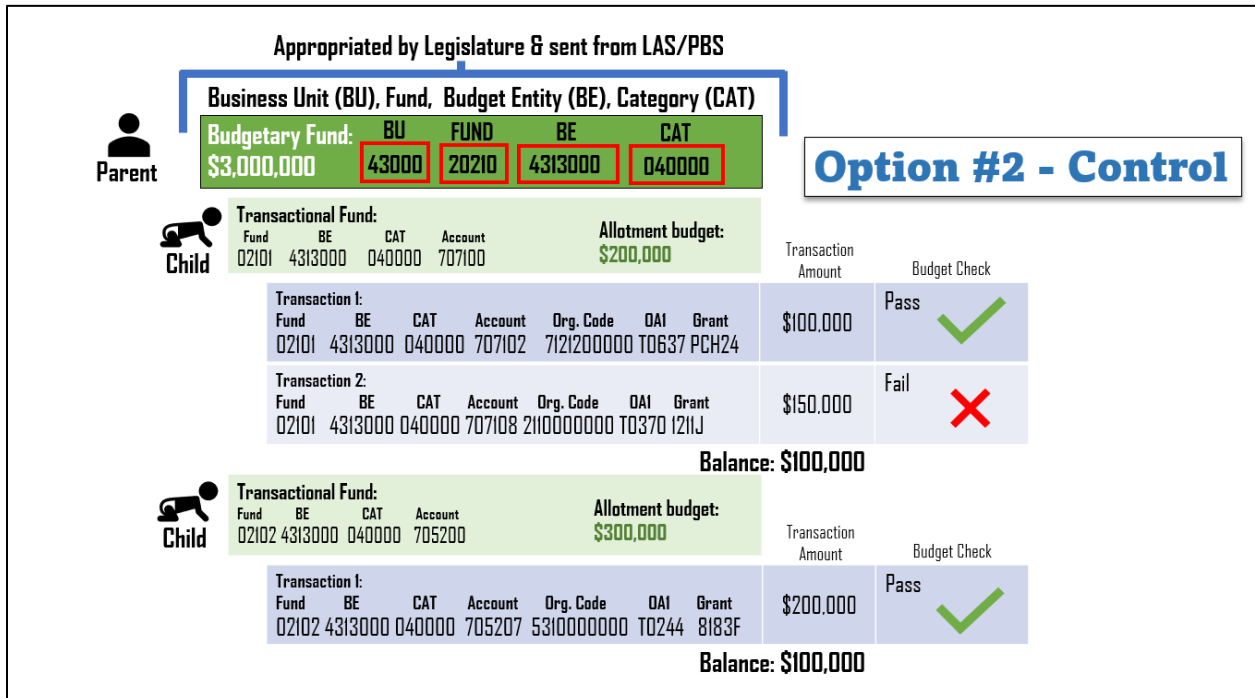 Appropriated by Legislature & sent from LAS/PBS
Business Unit (BU), Fund, Budget Entity (BE), Category (CAT)
Budgetary Fund: BU FUND BE CAT
$3,000,000 43000 20210 4313000 040000
Parent
Option #2 - Control
Transactional Fund:
Fund BE CAT Account Allotment budget:
02101 4313000 040000 707100 $200,000
Child
Transaction Amount Budget Check
Transaction 1:
Fund BE CAT Account Org. Code OA1 Grant
02101 4313000 040000 707102 7121200000 T0637 PCH24
$100,000
Pass
Transaction 2:
Fund BE CAT Account Org. Code OA1 Grant
02101 4313000 040000 707108 2110000000 T0370 1211J
$150,000
Fail
Balance: $100,000
Transactional Fund:
Fund BE CAT Account Allotment budget:
02102 4313000 040000 705200 $300,000
Child
Transaction Amount Budget Check
Transaction 1:
Fund BE CAT Account Org. Code OA1 Grant
02102 4313000 040000 705207 5310000000 T0244 8183F
$200,000
Pass
Balance: $100,000